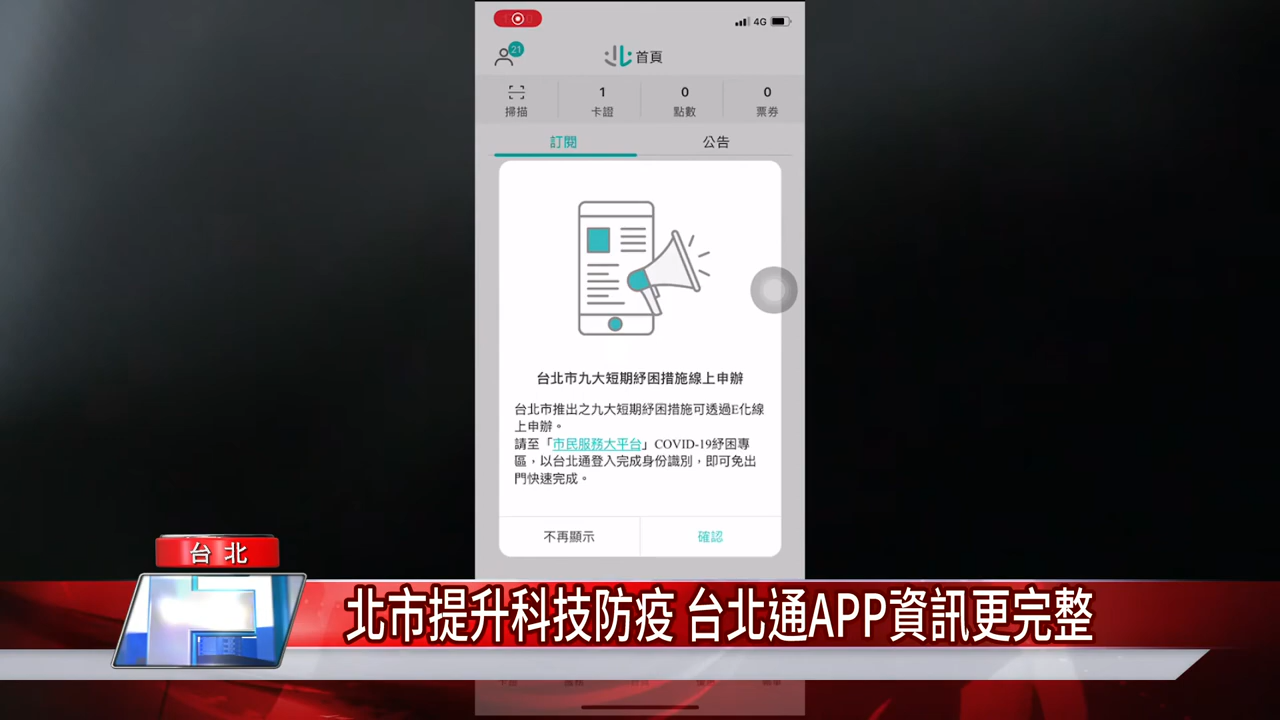 4G
21
北首頁
1
0
0
掃描
卡證
點數
票券
訂閱
公告
台北市九大短期紓困措施線上申辦
台北市推出之九大短期紓困措施可透過E化線
上申辦。
請至「市民服務大平台」COVID-19紓困專
區，以台北通登入完成身份識別，即可免出
門快速完成。
不再顯示
確認
台北
北市提升科技防疫 台北通APP資訊更完整